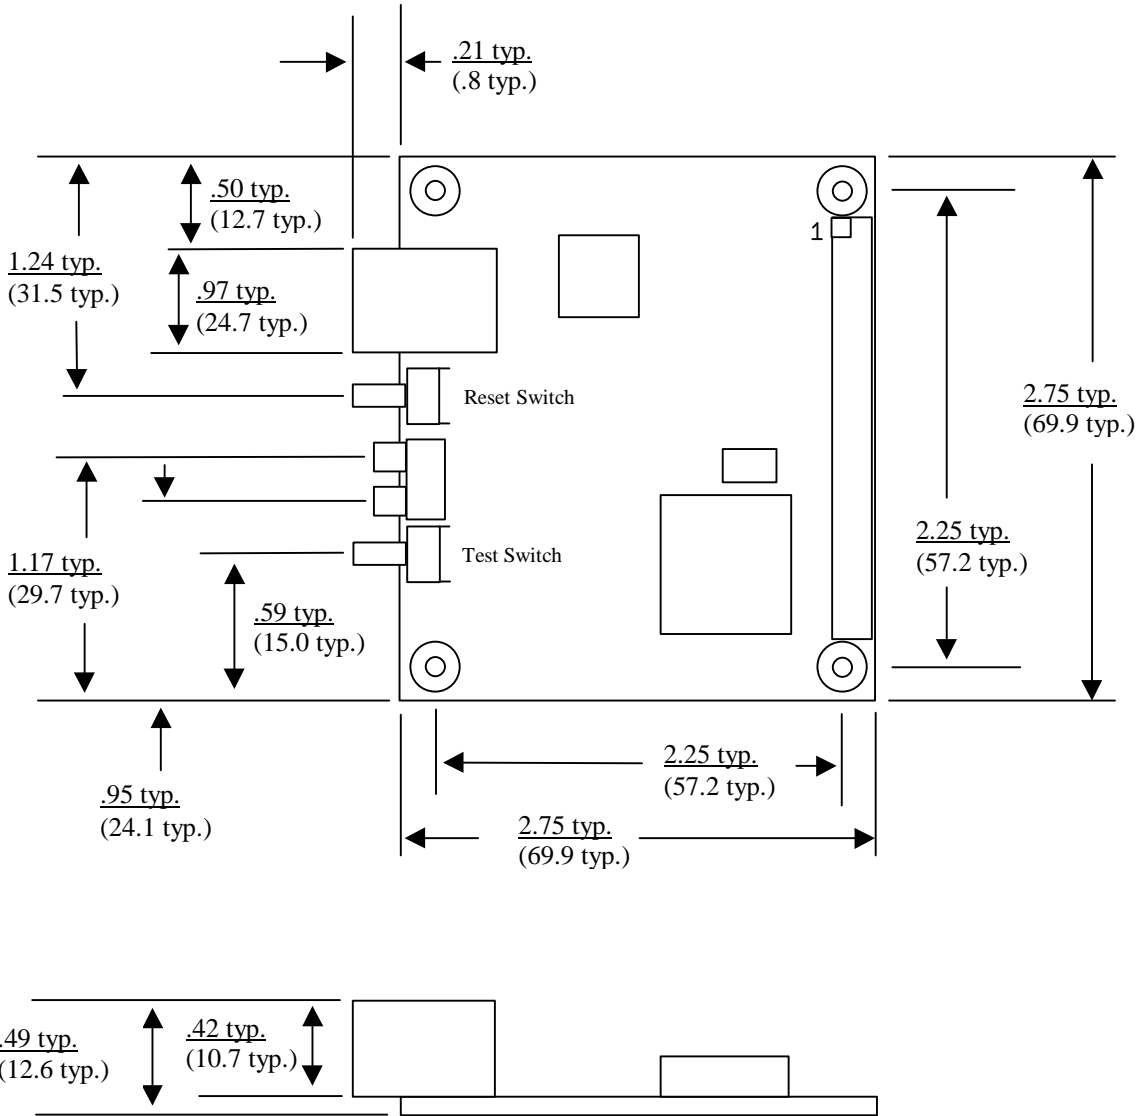 .21 typ.
(.8 typ.)
.50 typ.
(12.7 typ.)
1
1.24 typ.
(31.5 typ.)
.97 typ.
(24.7 typ.)
Reset Switch
2.75 typ.
(69.9 typ.)
2.25 typ.
(57.2 typ.)
1.17 typ.
(29.7 typ.)
Test Switch
.59 typ.
(15.0 typ.)
2.25 typ.
(57.2 typ.)
.95 typ.
(24.1 typ.)
2.75 typ.
(69.9 typ.)
.49 typ.
(12.6 typ.)
.42 typ.
(10.7 typ.)